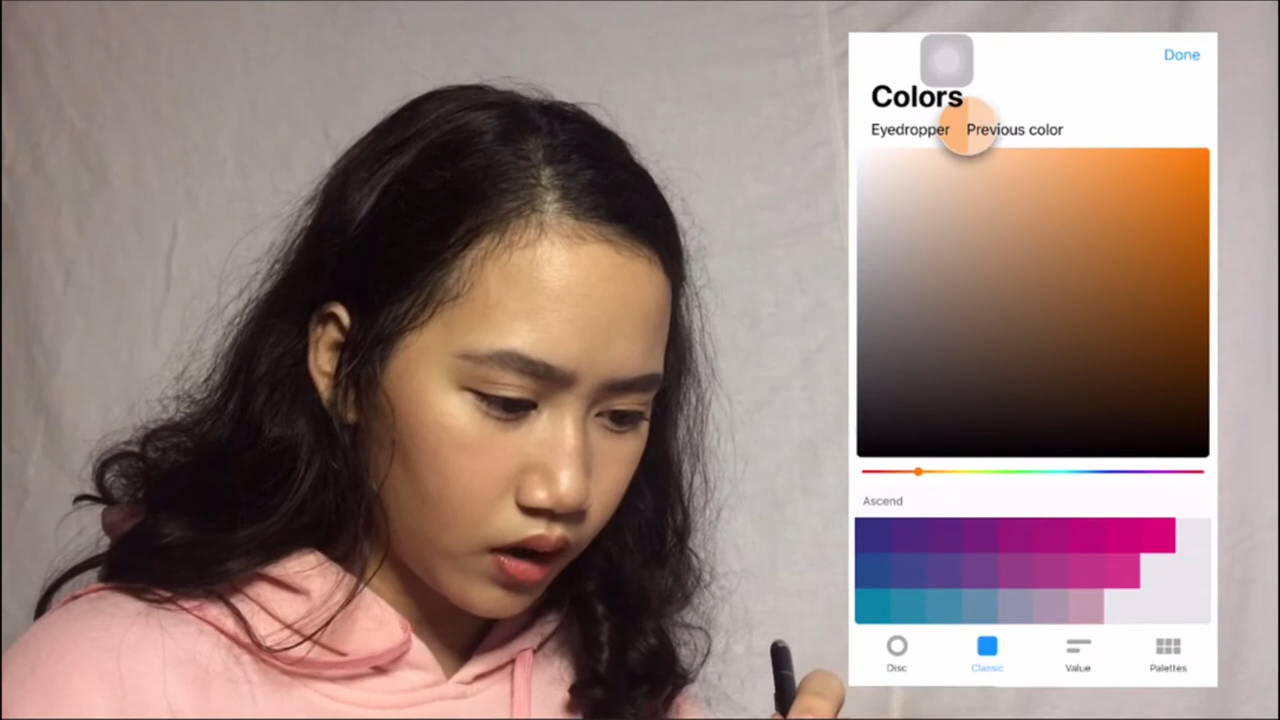 Done
Colors
Eyedropper Previous color
Ascend
Disc Classic Value Palettes